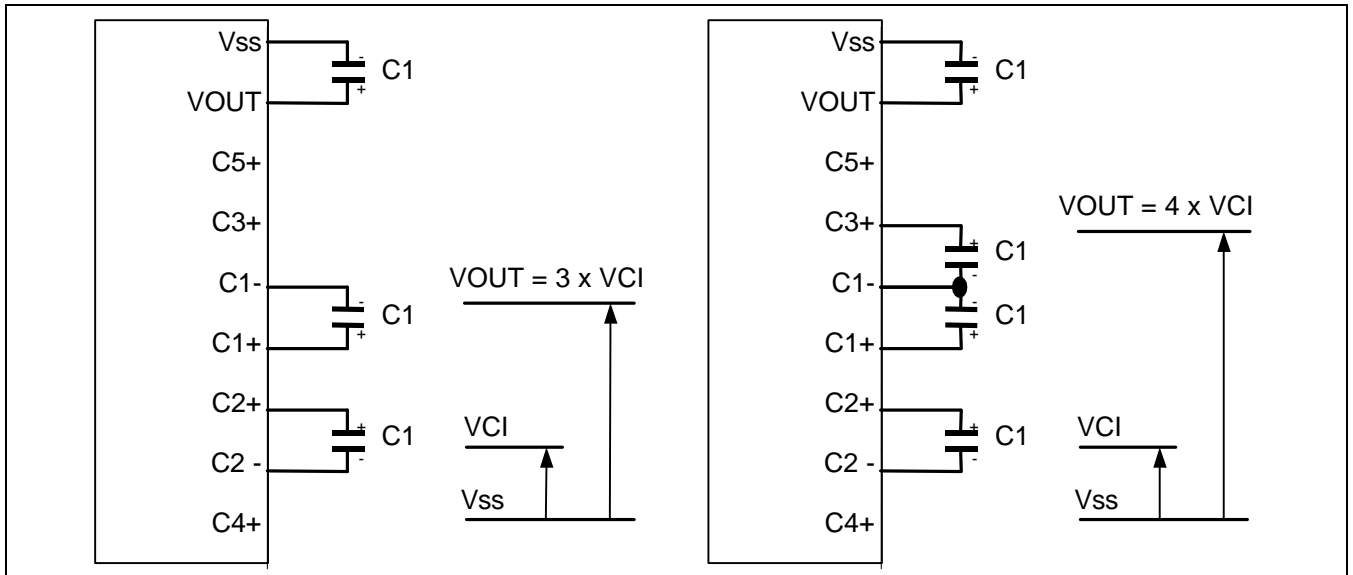 Vss
C1
VOUT
C5+
C3+
C1-
C1
C1+
C2+
C1
C2 -
C4+
VOUT = 3 x VCI
VCI
Vss
Vss
C1
VOUT
C5+
C3+
C1
C1-
C1
C1+
C2+
C1
C2 -
C4+
VOUT = 4 x VCI
VCI
Vss